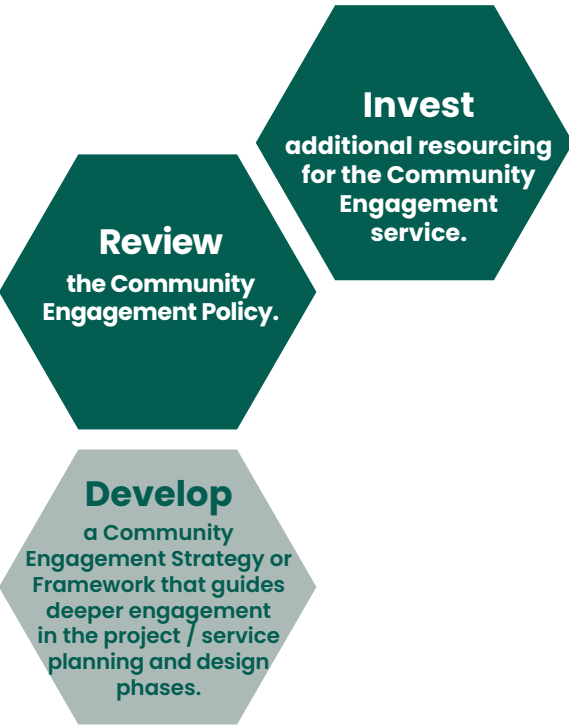 Invest
additional resourcing
for the Community
Engagement
service.
Review
the Community
Engagement Policy.
Develop
a Community
Engagement Strategy or
Framework that guides
deeper engagement
in the project / service
planning and design
phases.